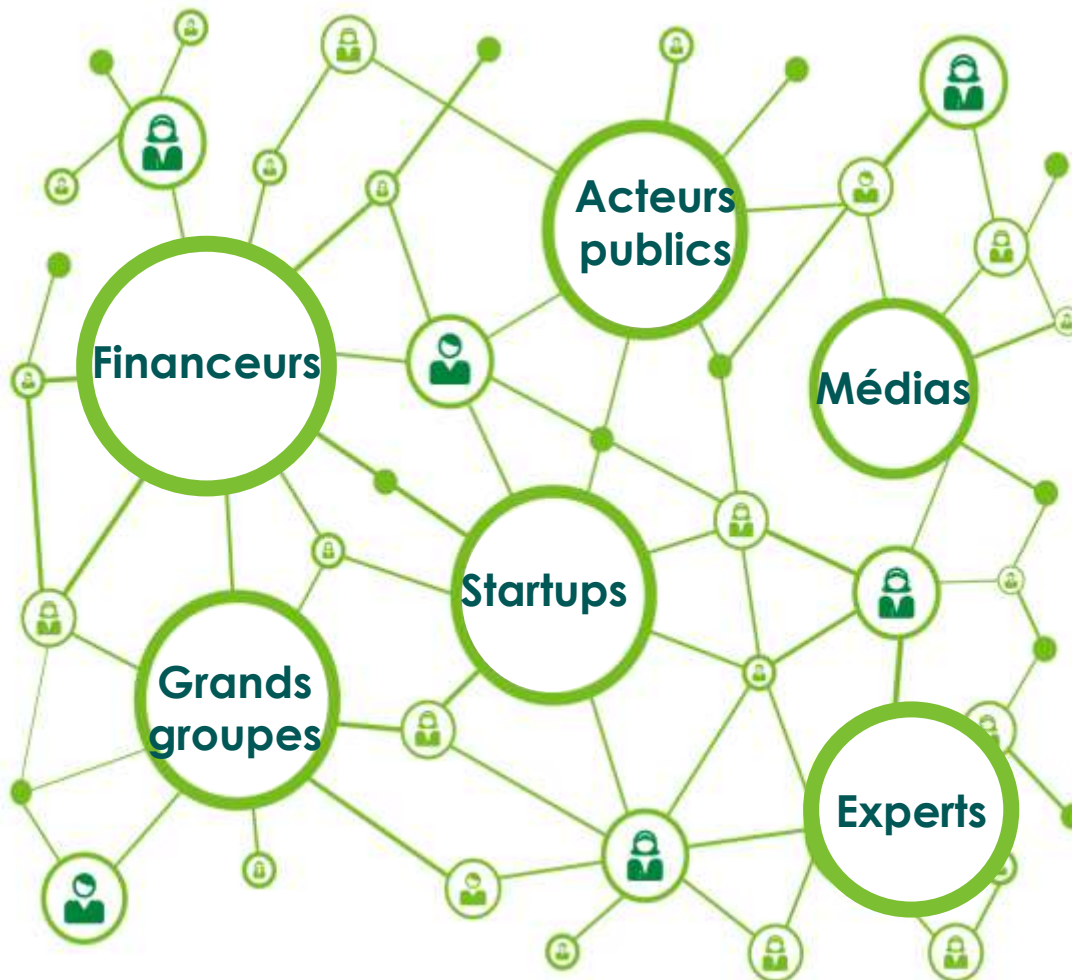 Acteurs
publics
Financeurs
Médias
Startups
Grands
groupes
Experts